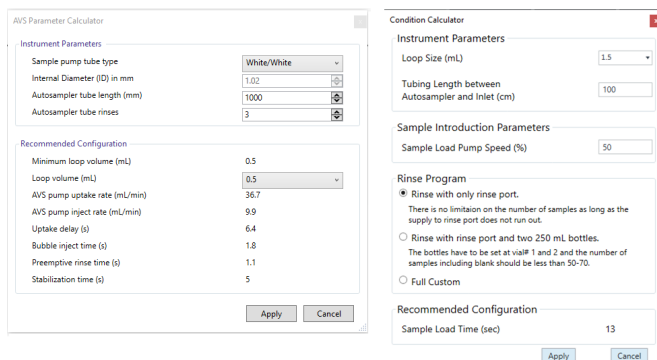 AVS Parameter Calculator
Instrument Parameters
Sample pump tube type White/White
Internal Diameter (ID) in mm 1.02
Autosampler tube length (mm) 1000
Autosampler tube rinses 3
Recommended Configuration
Minimum loop volume (mL) 0.5
Loop volume (mL) 0.5
AVS pump uptake rate (mL/min) 36.7
AVS pump inject rate (mL/min) 9.9
Uptake delay (s) 6.4
Bubble inject time (s) 1.8
Preemptive rinse time (s) 1.1
Stabilization time (s) 5
Apply Cancel
Condition Calculator
Instrument Parameters
Loop Size (mL) 1.5
Tubing Length between
Autosampler and Inlet (cm) 100
Sample Introduction Parameters
Sample Load Pump Speed (%) 50
Rinse Program
Rinse with only rinse port.
There is no limitaion on the number of samples as long as the
supply to rinse port does not run out.
Rinse with rinse port and two 250 mL bottles.
The bottles have to be set at vial# 1 and 2 and the number of
samples including blank should be less than 50-70.
Full Custom
Recommended Configuration
Sample Load Time (sec) 13
Apply Cancel